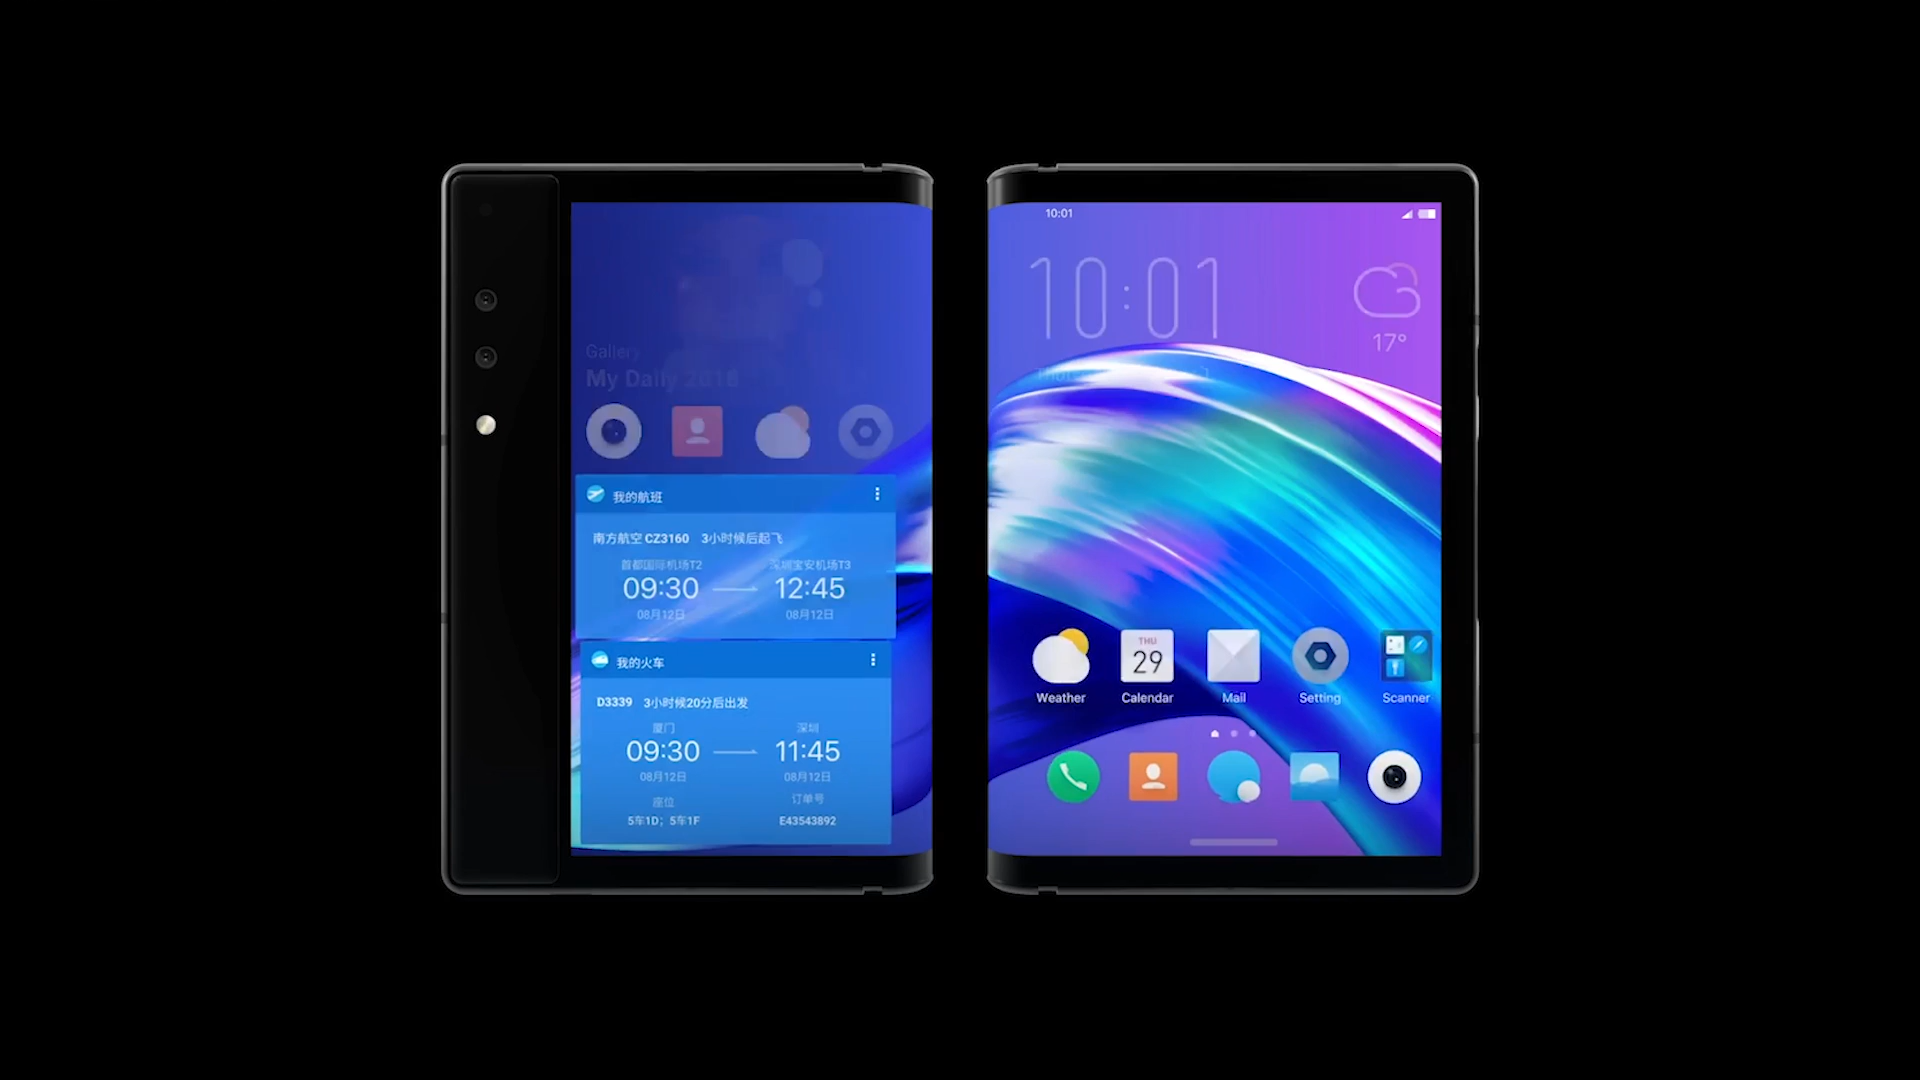 Gallery
My Daily 2018
我的航班
南方航空 CZ3160 3小时候后起飞
首都国际机场T2 深圳宝安机场T3
09:30 12:45
08月12日 08月12日
我的火车
D3339 3小时候20分后出发
厦门 深圳
09:30 11:45
08月12日 08月12日
座位 订单号
5车1D；5车1F E43543892
10:01
10:01
17°
THU
29
Weather Calendar Mail Setting Scanner